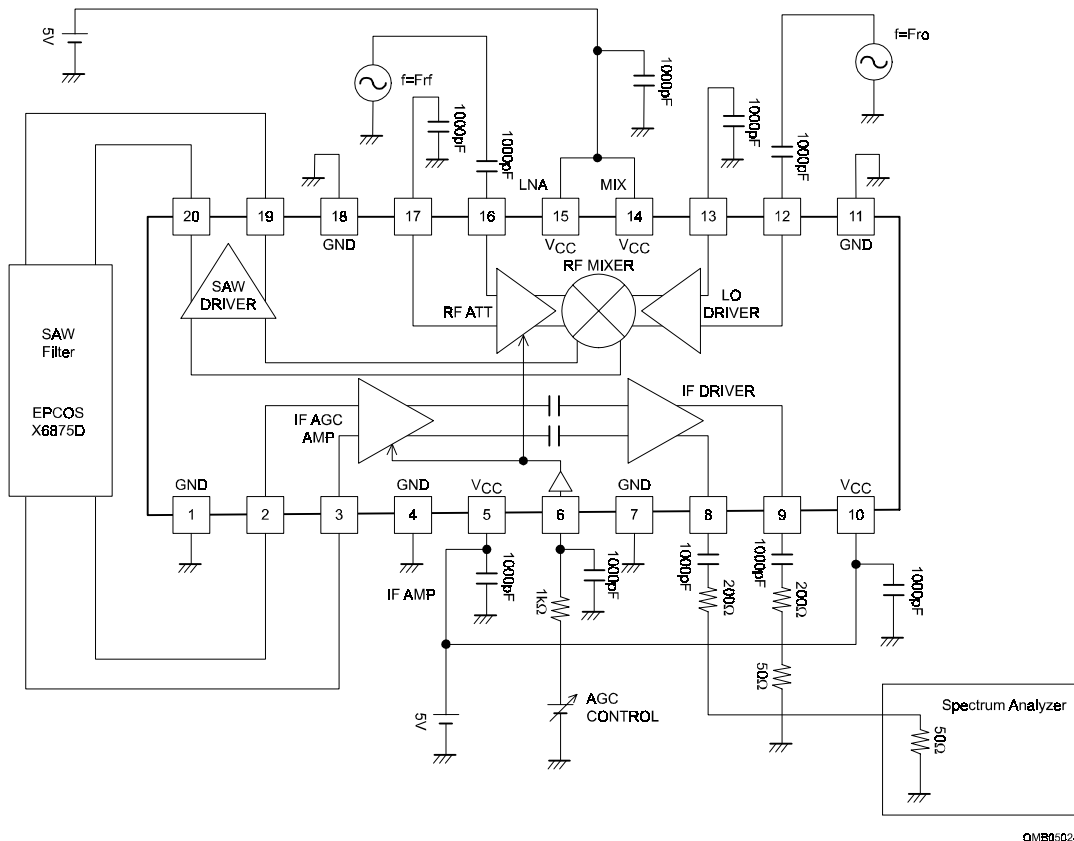 5V
f=Frf
1000pF
1000pF
1000pF
1000pF
1000pF
f=Fro
LNA
MIX
20
19
18
17
16
15
14
13
12
11
GND
VCC
VCC
GND
SAW
DRIVER
RF ATT
RF MIXER
LO
DRIVER
SAW
Filter
EPCOS
X6875D
IF AGC
AMP
IF DRIVER
GND
GND
VCC
GND
VCC
1
2
3
4
5
6
7
8
9
10
IF AMP
1000pF
1kΩ
1000pF
1000pF
200Ω
1000pF
200Ω
1000pF
50Ω
5V
AGC
CONTROL
Spectrum Analyzer
50Ω